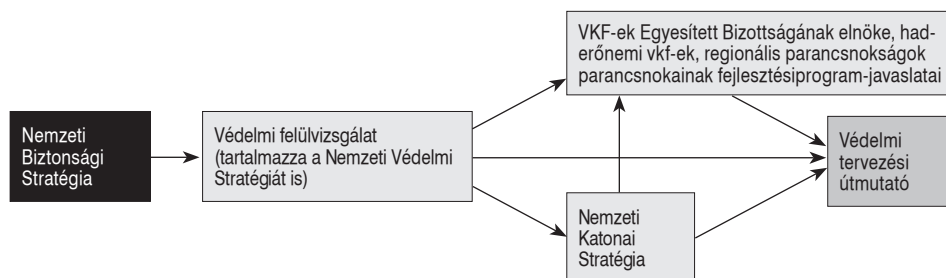 VKF-ek Egyesített Bizottságának elnöke, had-
erőnemi vkf-ek, regionális parancsnokságok
parancsnokainak fejlesztésiprogram-javaslatai
Nemzeti
Biztonsági
Stratégia
Védelmi felülvizsgálat
(tartalmazza a Nemzeti Védelmi
Stratégiát is)
Védelmi
tervezési
útmutató
Nemzeti
Katonai
Stratégia